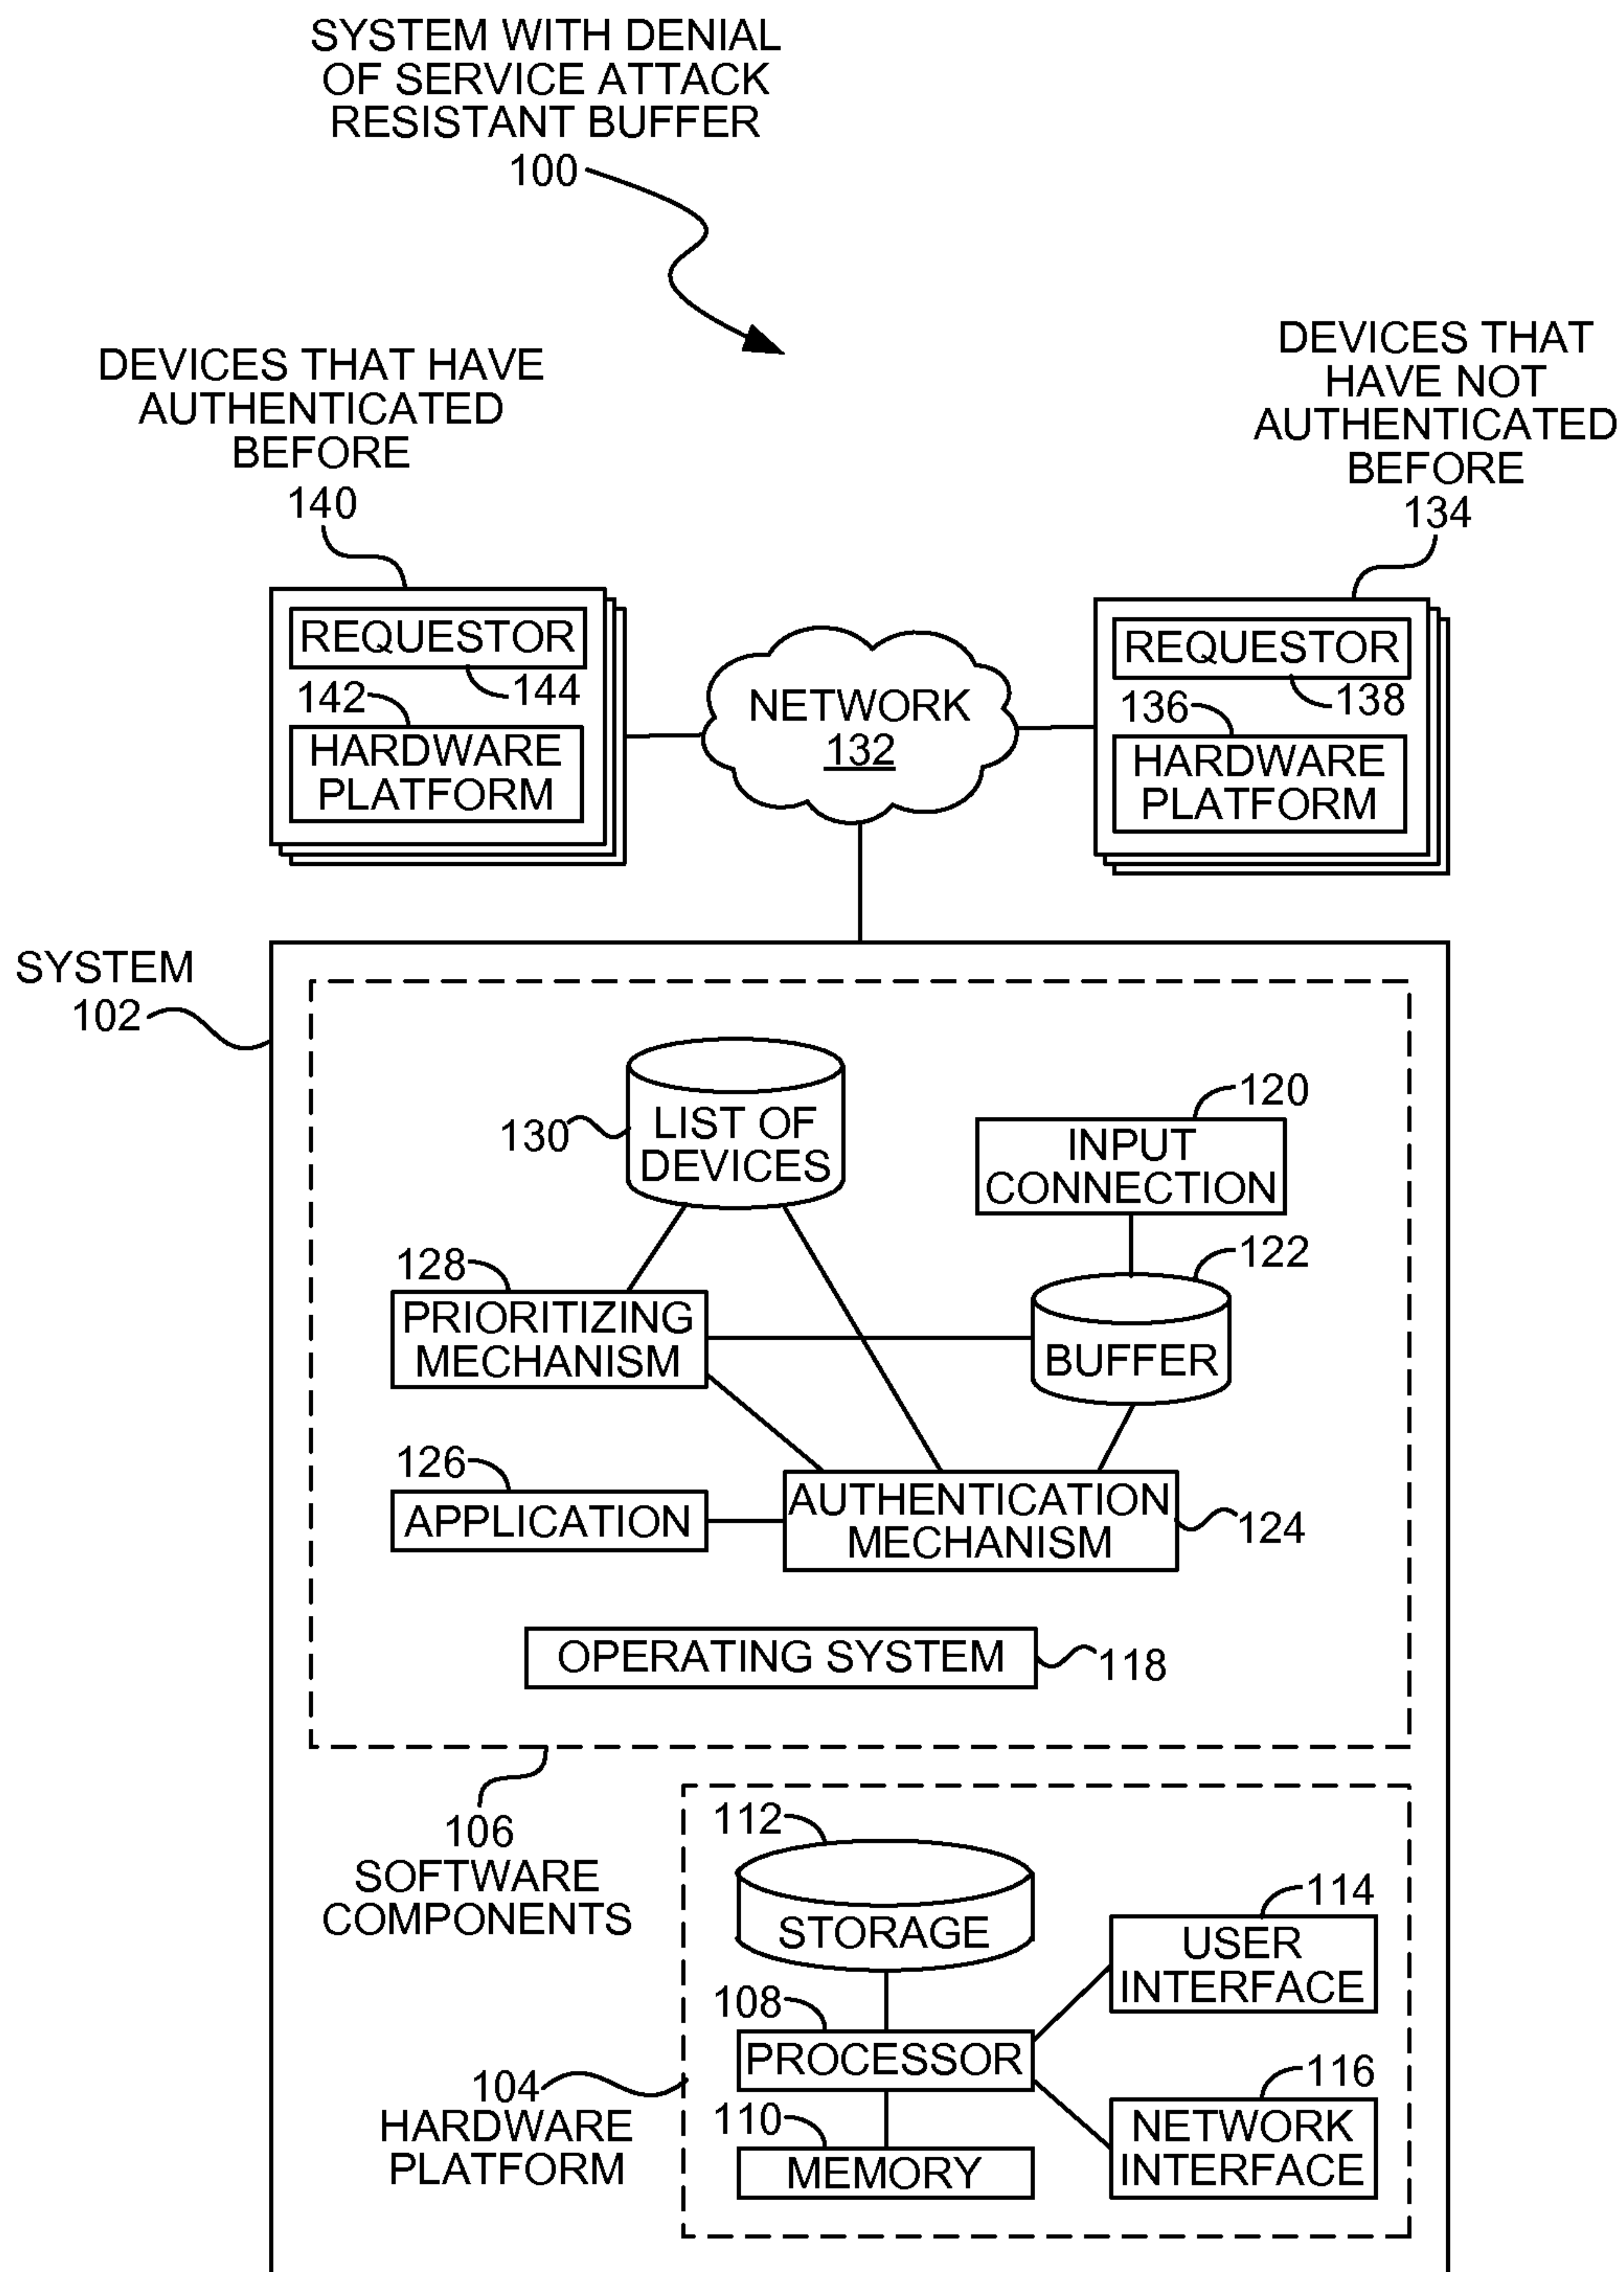 SYSTEM WITH DENIAL
OF SERVICE ATTACK
RESISTANT BUFFER
100
DEVICES THAT HAVE
AUTHENTICATED
BEFORE
140
DEVICES THAT
HAVE NOT
AUTHENTICATED
BEFORE
134
REQUESTOR
144
142
HARDWARE
PLATFORM
NETWORK
132
REQUESTOR
138
136
HARDWARE
PLATFORM
SYSTEM
102
130
LIST OF
DEVICES
120
INPUT
CONNECTION
128
PRIORITIZING
MECHANISM
122
BUFFER
126
APPLICATION
AUTHENTICATION
MECHANISM
124
OPERATING SYSTEM
118
106
SOFTWARE
COMPONENTS
112
STORAGE
114
USER
INTERFACE
108
PROCESSOR
104
HARDWARE
PLATFORM
110
MEMORY
116
NETWORK
INTERFACE